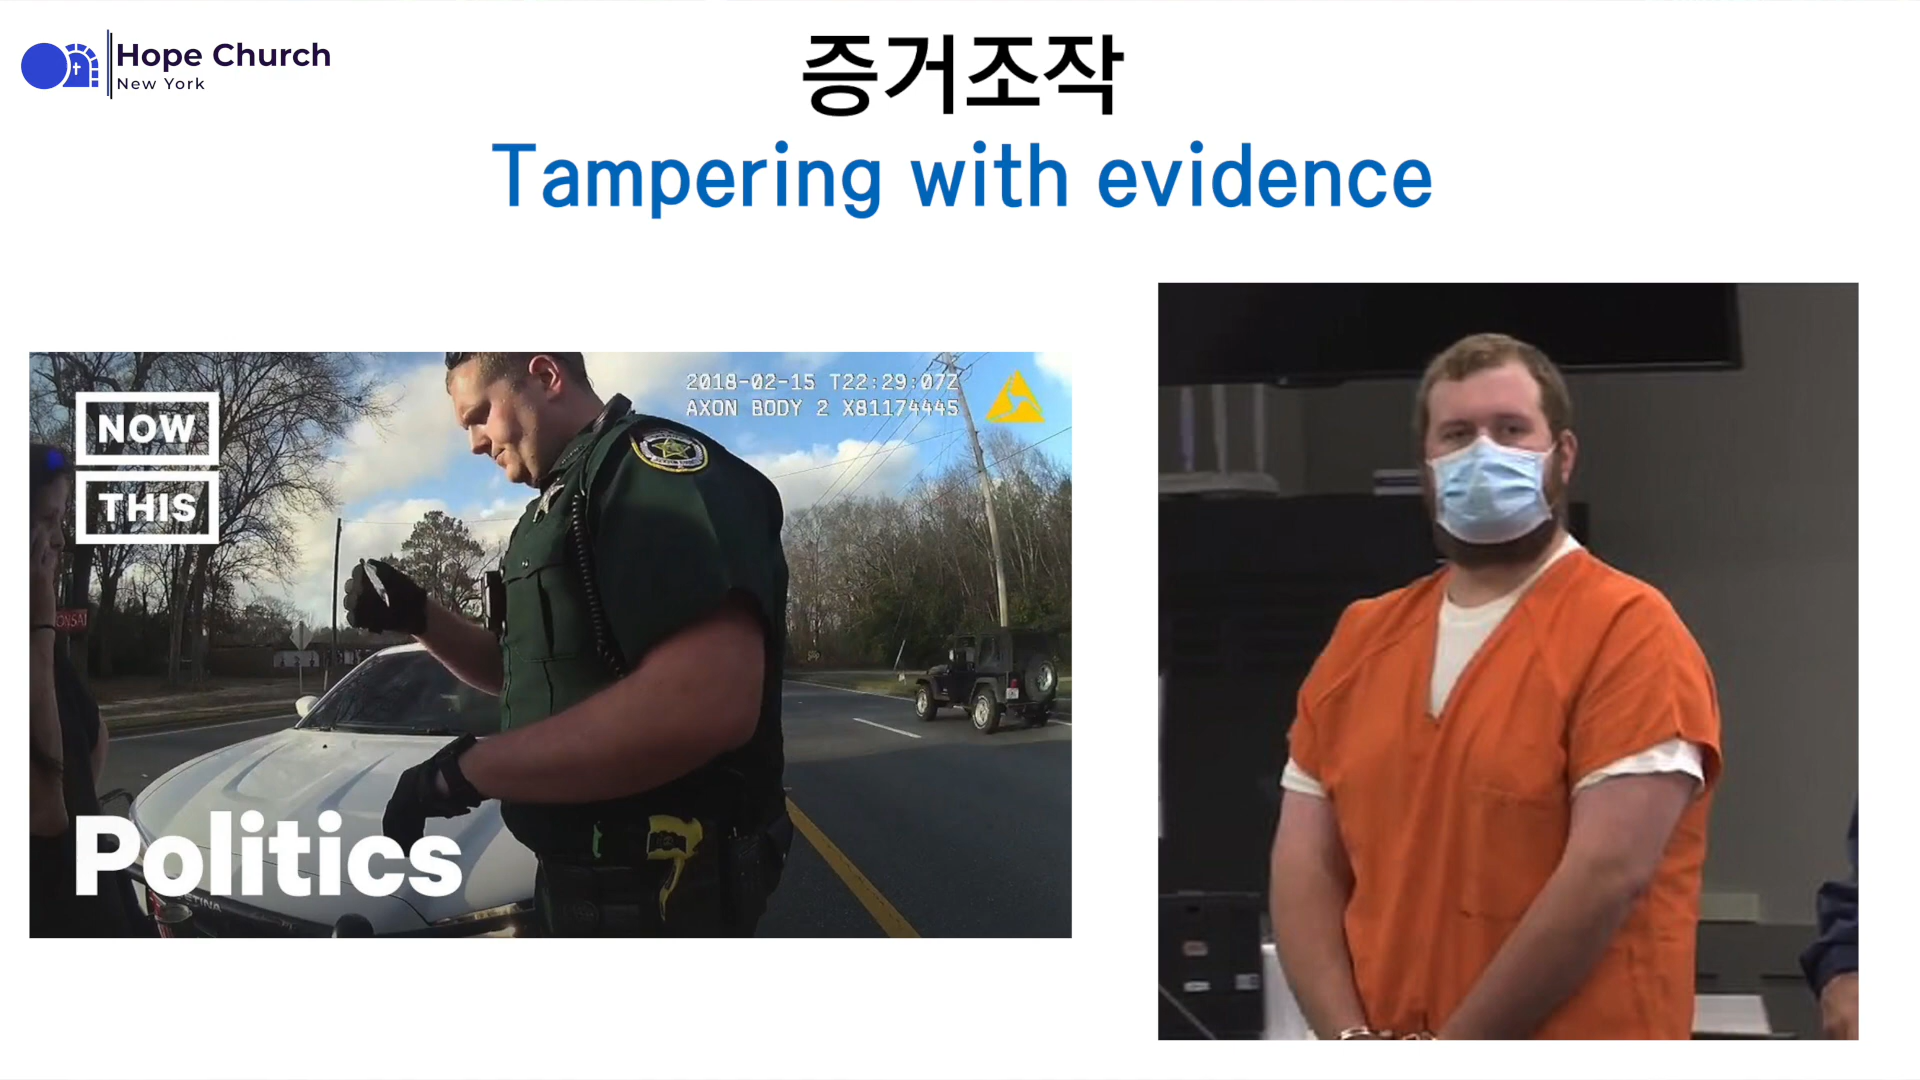 Hope Church
New York
증거조작
Tampering with evidence
NOW
THIS
2018-02-15 T22:29:07Z
AXON BODY 2 X81174445
Politics